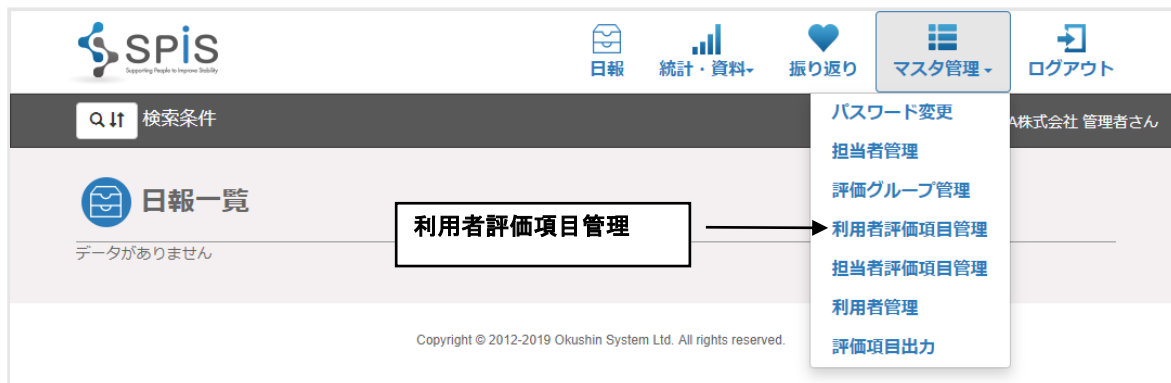 SPiS
Supporting People to Improve Stability
日報
統計・資料
振り返り
マスタ管理
ログアウト
検索条件
A株式会社 管理者さん
パスワード変更
担当者管理
評価グループ管理
利用者評価項目管理
担当者評価項目管理
利用者管理
評価項目出力
日報一覧
利用者評価項目管理
データがありません
Copyright © 2012-2019 Okushin System Ltd. All rights reserved.